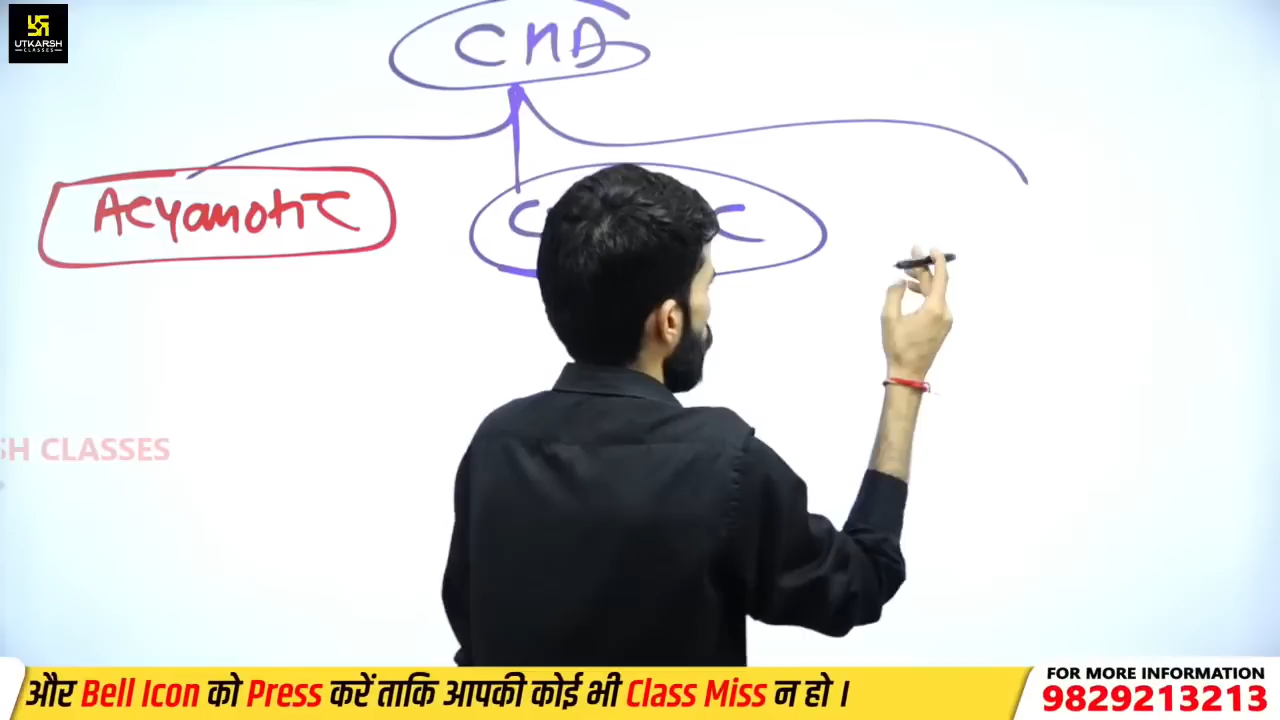 UTKARSH
CLASSES
CHD
Acyanotic
SH CLASSES
और Bell Icon को Press करें ताकि आपकी कोई भी Class Miss न हो ।
FOR MORE INFORMATION
9829213213